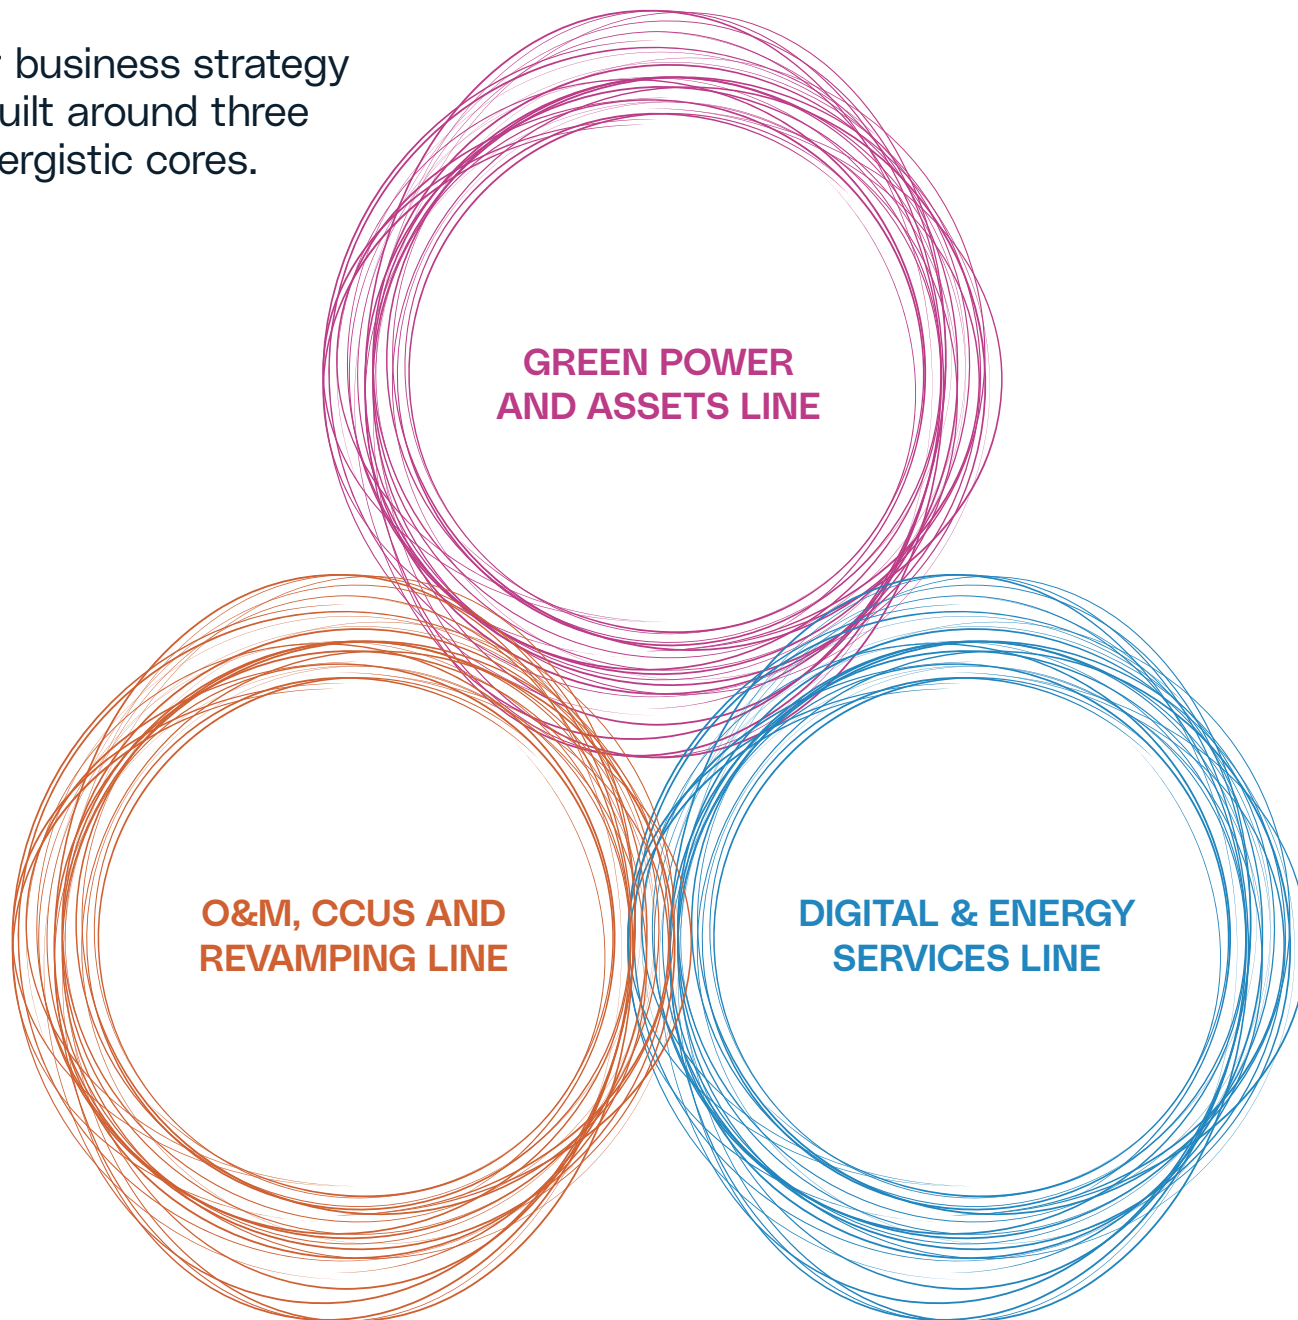 business strategy
uilt around three
ergistic cores.
GREEN POWER
AND ASSETS LINE
O&M, CCUS AND
REVAMPING LINE
DIGITAL & ENERGY
SERVICES LINE